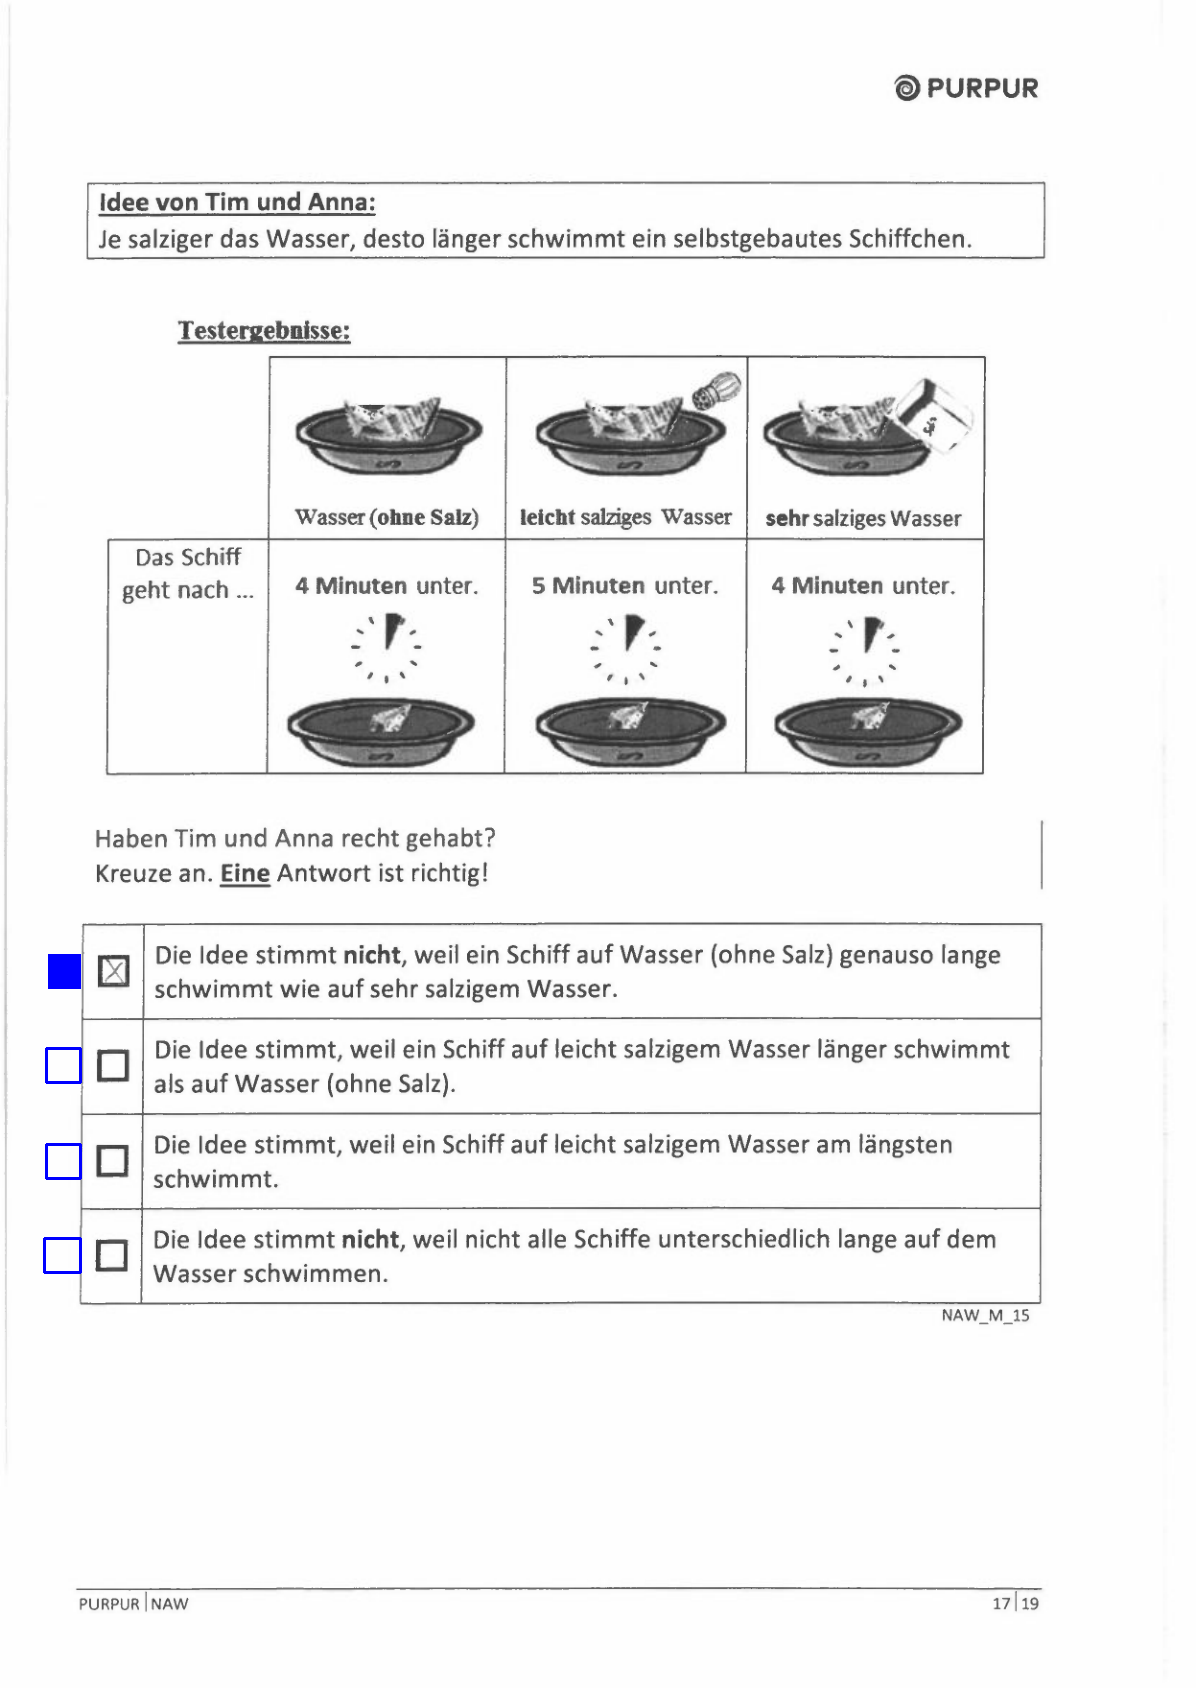 PURPUR
Idee von Tim und Anna:
Je salziger das Wasser, desto länger schwimmt ein selbstgebautes Schiffchen.
Testergebnisse:
Wasser (ohne Salz)
leicht salziges Wasser
sehr salziges Wasser
Das Schiff
geht nach ...
4 Minuten unter.
5 Minuten unter.
4 Minuten unter.
Haben Tim und Anna recht gehabt?
Kreuze an. Eine Antwort ist richtig!
Die Idee stimmt nicht, weil ein Schiff auf Wasser (ohne Salz) genauso lange
schwimmt wie auf sehr salzigem Wasser.
Die Idee stimmt, weil ein Schiff auf leicht salzigem Wasser länger schwimmt
als auf Wasser (ohne Salz).
Die Idee stimmt, weil ein Schiff auf leicht salzigem Wasser am längsten
schwimmt.
Die Idee stimmt nicht, weil nicht alle Schiffe unterschiedlich lange auf dem
Wasser schwimmen.
NAW_M_15
PURPUR | NAW
17 | 19